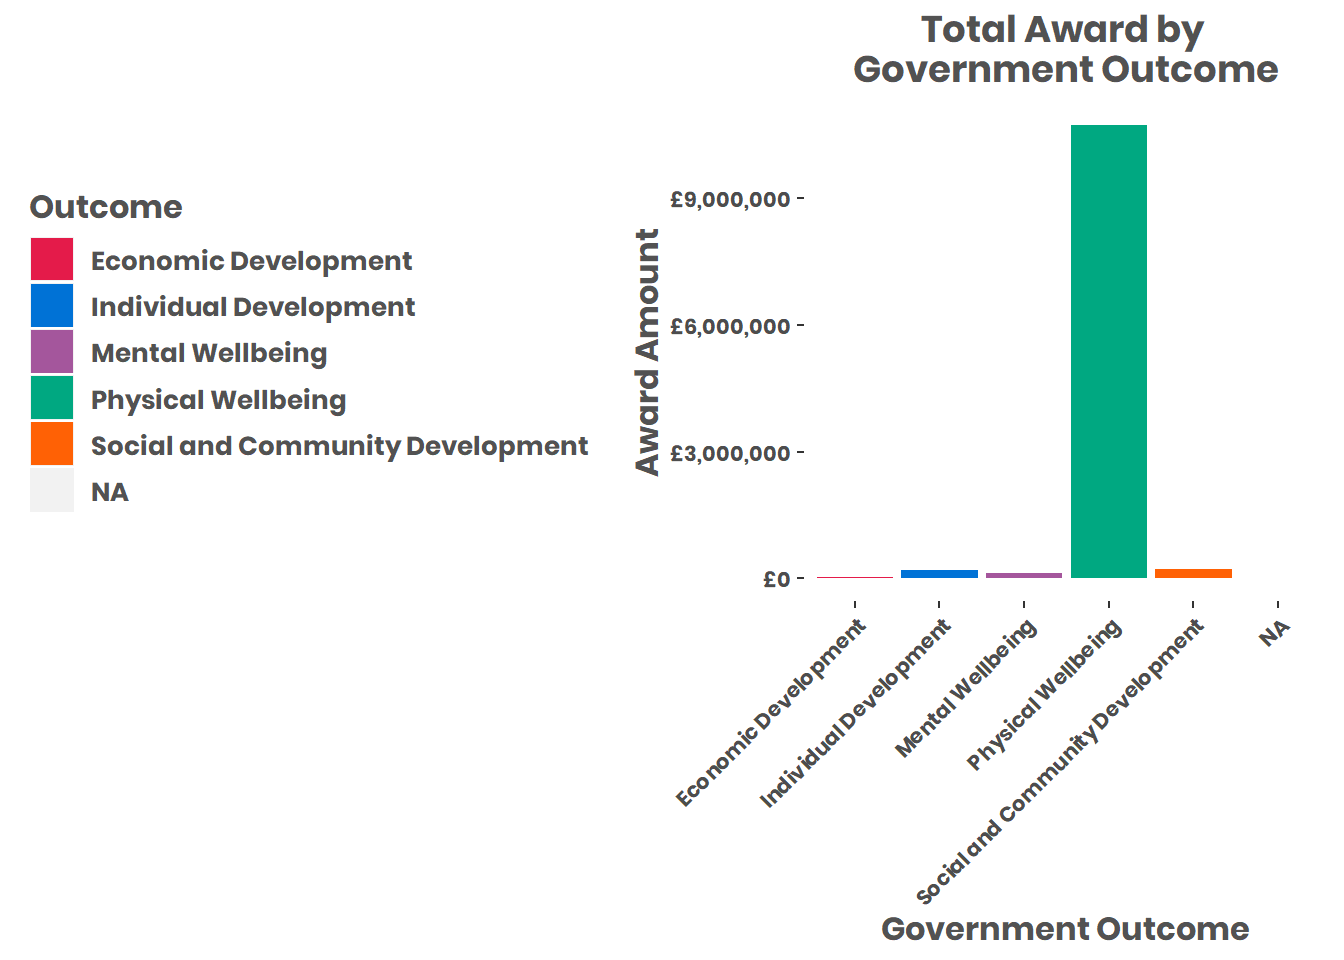 Total Award by
Government Outcome
Outcome
Economic Development
Individual Development
Mental Wellbeing
Physical Wellbeing
Social and Community Development
NA
Award Amount
£9,000,000
£6,000,000
£3,000,000
£0
Economic Development
Individual Development
Mental Wellbeing
Physical Wellbeing
Social and Community Development
NA
Government Outcome